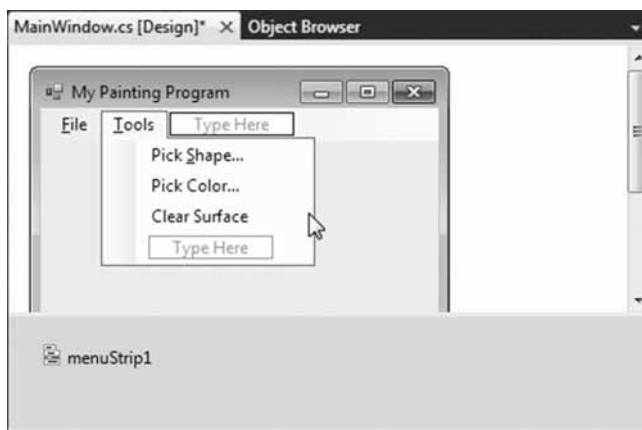 MainWindow.cs [Design]* Object Browser
My Painting Program
File Tools Type Here
Pick Shape...
Pick Color...
Clear Surface
Type Here
menuStrip1